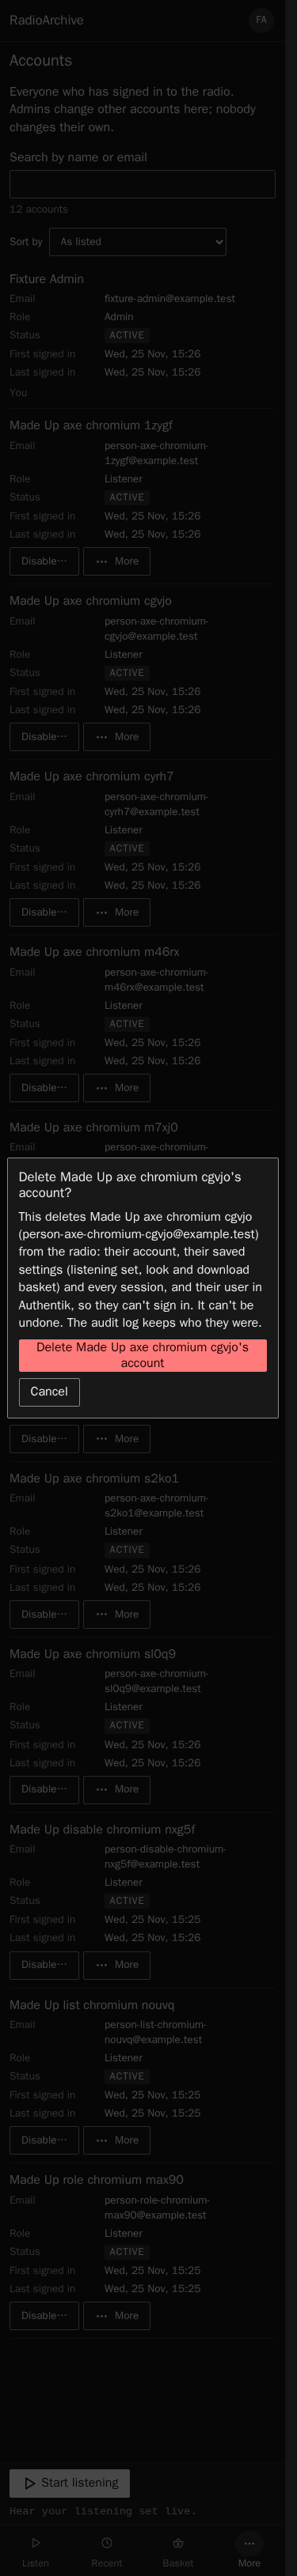 RadioArchive
FA
Accounts
Everyone who has signed in to the radio.
Admins change other accounts here; nobody
changes their own.
Search by name or email
12 accounts
Sort by
As listed
Fixture Admin
Email fixture-admin@example.test
Role Admin
Status ACTIVE
First signed in Wed, 25 Nov, 15:26
Last signed in Wed, 25 Nov, 15:26
You
Made Up axe chromium 1zygf
Email person-axe-chromium-
1zygf@example.test
Role Listener
Status ACTIVE
First signed in Wed, 25 Nov, 15:26
Last signed in Wed, 25 Nov, 15:26
Disable… ··· More
Made Up axe chromium cgvjo
Email person-axe-chromium-
cgvjo@example.test
Role Listener
Status ACTIVE
First signed in Wed, 25 Nov, 15:26
Last signed in Wed, 25 Nov, 15:26
Disable… ··· More
Made Up axe chromium cyrh7
Email person-axe-chromium-
cyrh7@example.test
Role Listener
Status ACTIVE
First signed in Wed, 25 Nov, 15:26
Last signed in Wed, 25 Nov, 15:26
Disable… ··· More
Made Up axe chromium m46rx
Email person-axe-chromium-
m46rx@example.test
Role Listener
Status ACTIVE
First signed in Wed, 25 Nov, 15:26
Last signed in Wed, 25 Nov, 15:26
Disable… ··· More
Made Up axe chromium m7xj0
Email person-axe-chromium-
Delete Made Up axe chromium cgvjo's
account?
This deletes Made Up axe chromium cgvjo
(person-axe-chromium-cgvjo@example.test)
from the radio: their account, their saved
settings (listening set, look and download
basket) and every session, and their user in
Authentik, so they can't sign in. It can't be
undone. The audit log keeps who they were.
Delete Made Up axe chromium cgvjo's
account
Cancel
Disable… ··· More
Made Up axe chromium s2ko1
Email person-axe-chromium-
s2ko1@example.test
Role Listener
Status ACTIVE
First signed in Wed, 25 Nov, 15:26
Last signed in Wed, 25 Nov, 15:26
Disable… ··· More
Made Up axe chromium sl0q9
Email person-axe-chromium-
sl0q9@example.test
Role Listener
Status ACTIVE
First signed in Wed, 25 Nov, 15:26
Last signed in Wed, 25 Nov, 15:26
Disable… ··· More
Made Up disable chromium nxg5f
Email person-disable-chromium-
nxg5f@example.test
Role Listener
Status ACTIVE
First signed in Wed, 25 Nov, 15:25
Last signed in Wed, 25 Nov, 15:26
Disable… ··· More
Made Up list chromium nouvq
Email person-list-chromium-
nouvq@example.test
Role Listener
Status ACTIVE
First signed in Wed, 25 Nov, 15:25
Last signed in Wed, 25 Nov, 15:25
Disable… ··· More
Made Up role chromium max90
Email person-role-chromium-
max90@example.test
Role Listener
Status ACTIVE
First signed in Wed, 25 Nov, 15:25
Last signed in Wed, 25 Nov, 15:25
Disable… ··· More
Start listening
Hear your listening set live.
Listen Recent Basket More